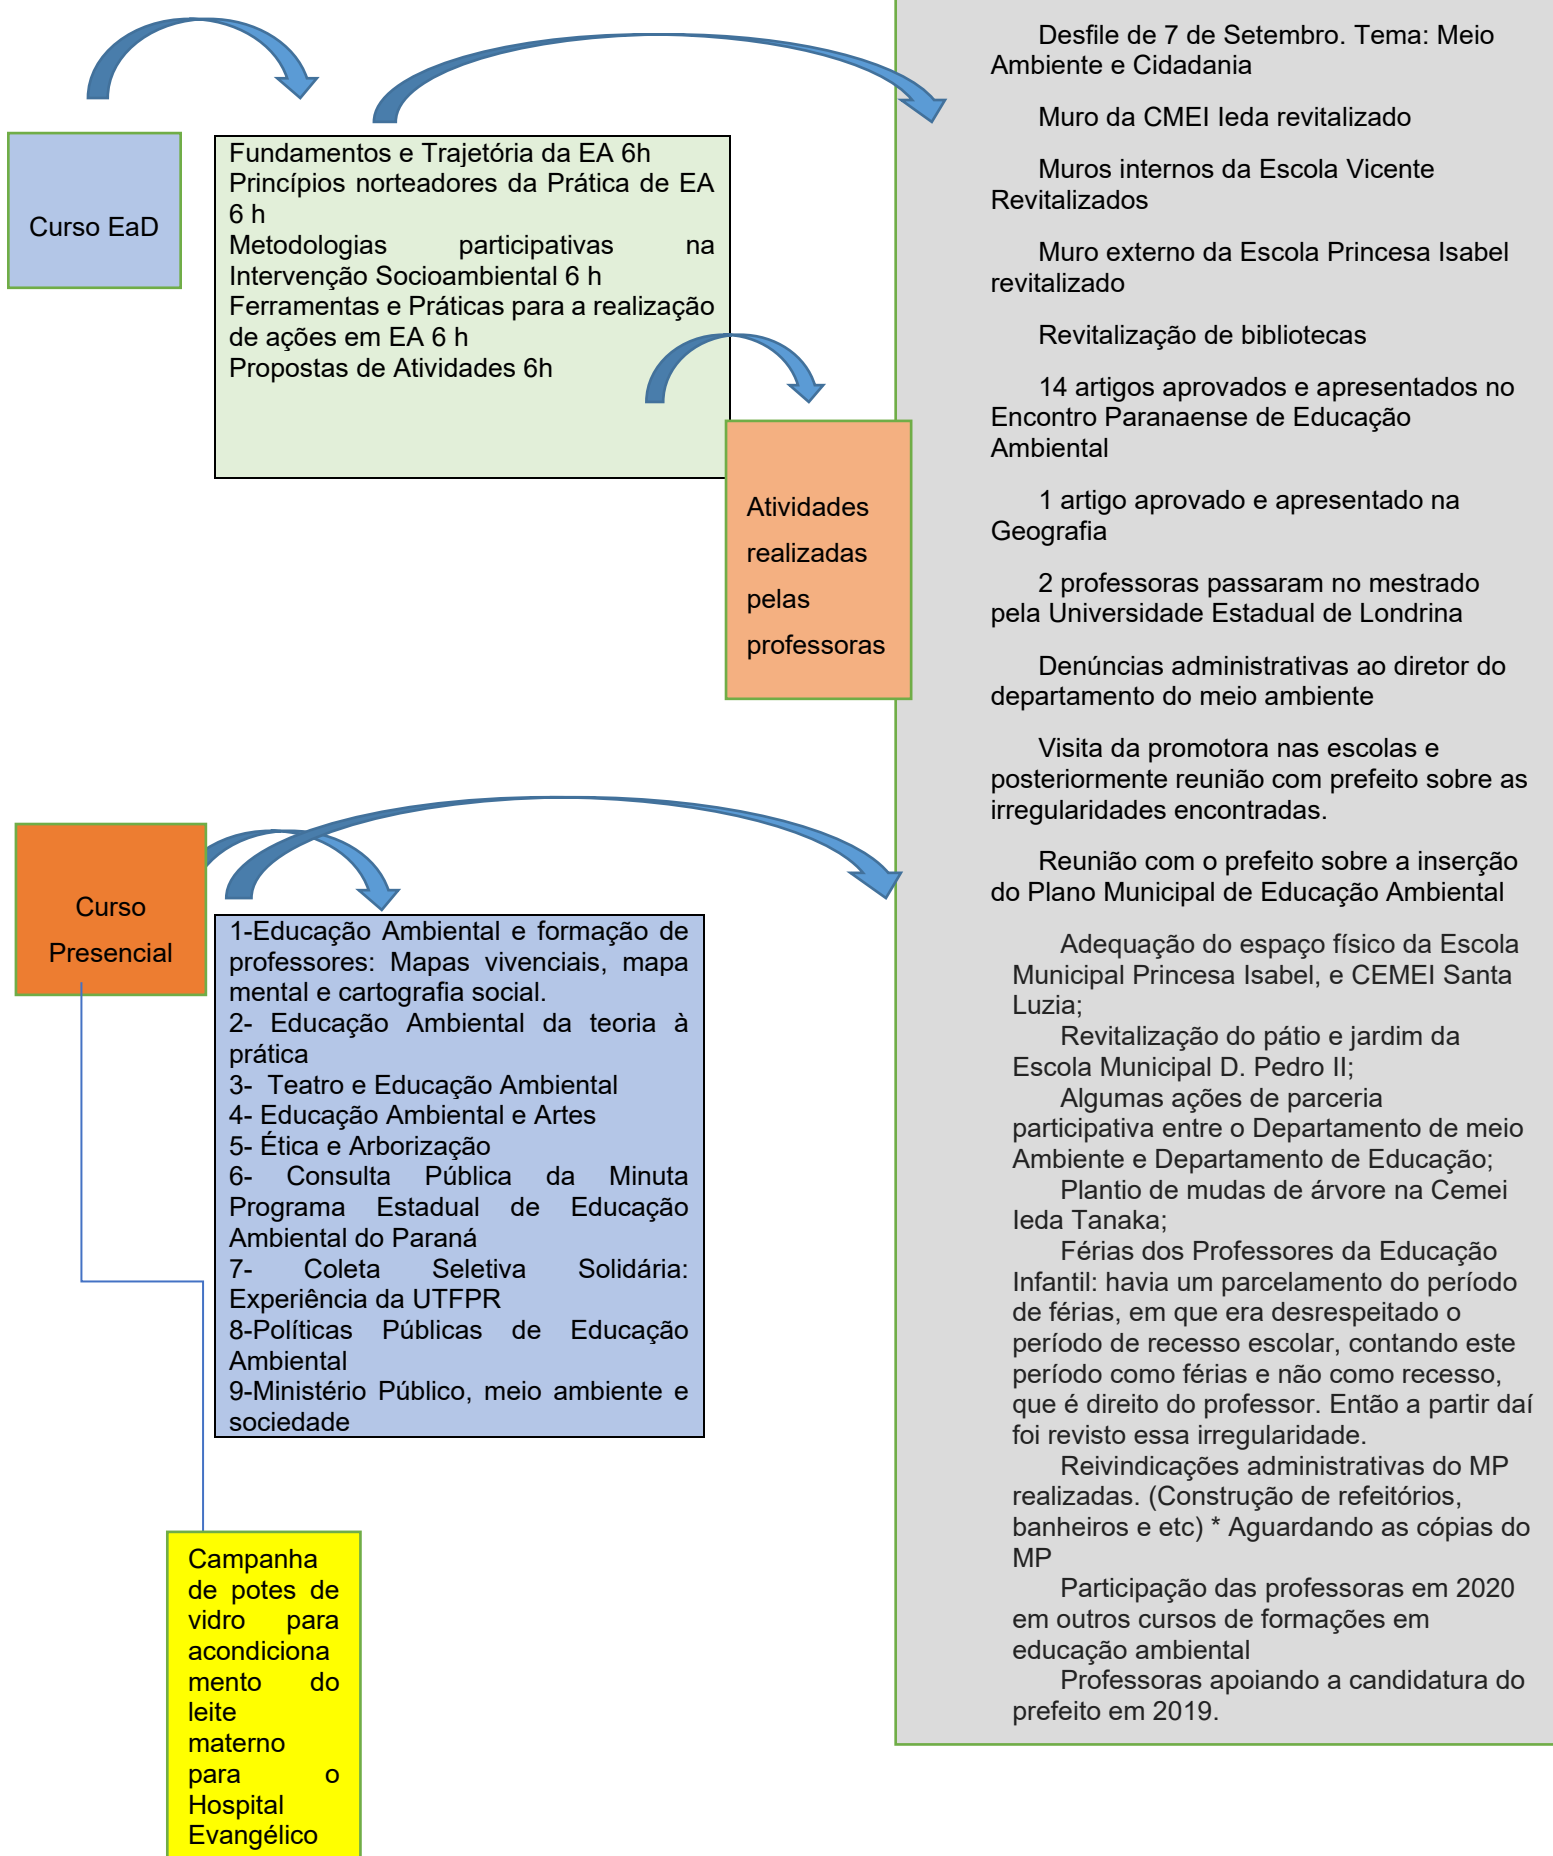 Curso EaD
Fundamentos e Trajetória da EA 6h
Princípios norteadores da Prática de EA
6 h
Metodologias participativas na
Intervenção Socioambiental 6 h
Ferramentas e Práticas para a realização
de ações em EA 6 h
Propostas de Atividades 6h
Atividades
realizadas
pelas
professoras
Curso
Presencial
1-Educação Ambiental e formação de
professores: Mapas vivenciais, mapa
mental e cartografia social.
2- Educação Ambiental da teoria à
prática
3- Teatro e Educação Ambiental
4- Educação Ambiental e Artes
5- Ética e Arborização
6- Consulta Pública da Minuta
Programa Estadual de Educação
Ambiental do Paraná
7- Coleta Seletiva Solidária:
Experiência da UTFPR
8-Políticas Públicas de Educação
Ambiental
9-Ministério Público, meio ambiente e
sociedade
Campanha
de potes de
vidro para
acondiciona
mento do
leite
materno
para o
Hospital
Evangélico
Desfile de 7 de Setembro. Tema: Meio
Ambiente e Cidadania
Muro da CMEI Ieda revitalizado
Muros internos da Escola Vicente
Revitalizados
Muro externo da Escola Princesa Isabel
revitalizado
Revitalização de bibliotecas
14 artigos aprovados e apresentados no
Encontro Paranaense de Educação
Ambiental
1 artigo aprovado e apresentado na
Geografia
2 professoras passaram no mestrado
pela Universidade Estadual de Londrina
Denúncias administrativas ao diretor do
departamento do meio ambiente
Visita da promotora nas escolas e
posteriormente reunião com prefeito sobre as
irregularidades encontradas.
Reunião com o prefeito sobre a inserção
do Plano Municipal de Educação Ambiental
Adequação do espaço físico da Escola
Municipal Princesa Isabel, e CEMEI Santa
Luzia;
Revitalização do pátio e jardim da
Escola Municipal D. Pedro II;
Algumas ações de parceria
participativa entre o Departamento de meio
Ambiente e Departamento de Educação;
Plantio de mudas de árvore na Cemei
Ieda Tanaka;
Férias dos Professores da Educação
Infantil: havia um parcelamento do período
de férias, em que era desrespeitado o
período de recesso escolar, contando este
período como férias e não como recesso,
que é direito do professor. Então a partir daí
foi revisto essa irregularidade.
Reivindicações administrativas do MP
realizadas. (Construção de refeitórios,
banheiros e etc) * Aguardando as cópias do
MP
Participação das professoras em 2020
em outros cursos de formações em
educação ambiental
Professoras apoiando a candidatura do
prefeito em 2019.